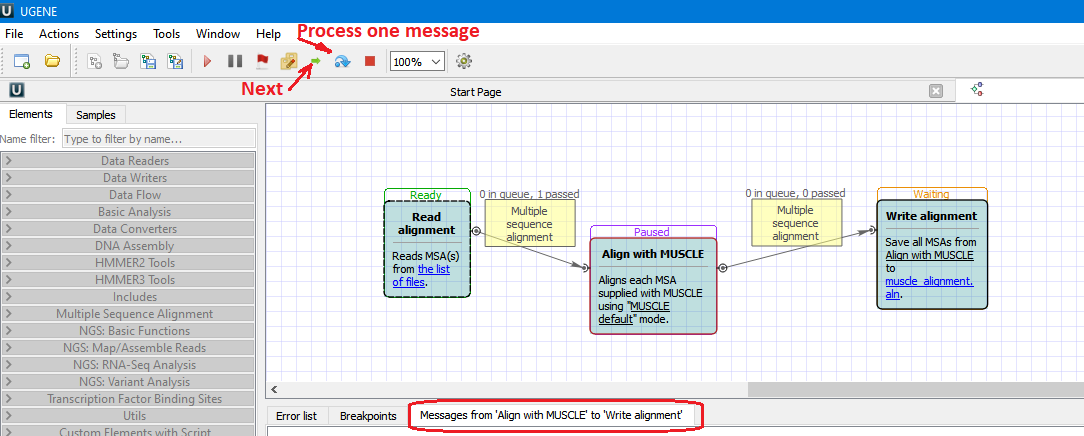 UGENE
File Actions Settings Tools Window Help
Process one message
100%
Next
Start Page
Elements Samples
Name filter: Type to filter by name...
Data Readers
Data Writers
Data Flow
Basic Analysis
Data Converters
DNA Assembly
HMMER2 Tools
HMMER3 Tools
Includes
Multiple Sequence Alignment
NGS: Basic Functions
NGS: Map/Assemble Reads
NGS: RNA-Seq Analysis
NGS: Variant Analysis
Transcription Factor Binding Sites
Utils
Custom Elements with Script
Ready
Read
alignment
Reads MSA(s)
from the list
of files.
0 in queue, 1 passed
Multiple
sequence
alignment
Paused
Align with MUSCLE
Aligns each MSA
supplied with MUSCLE
using "MUSCLE
default" mode.
0 in queue, 0 passed
Multiple
sequence
alignment
Waiting
Write alignment
Save all MSAs from
Align with MUSCLE
to
muscle_alignment.
aln.
Error list Breakpoints Messages from 'Align with MUSCLE' to 'Write alignment'